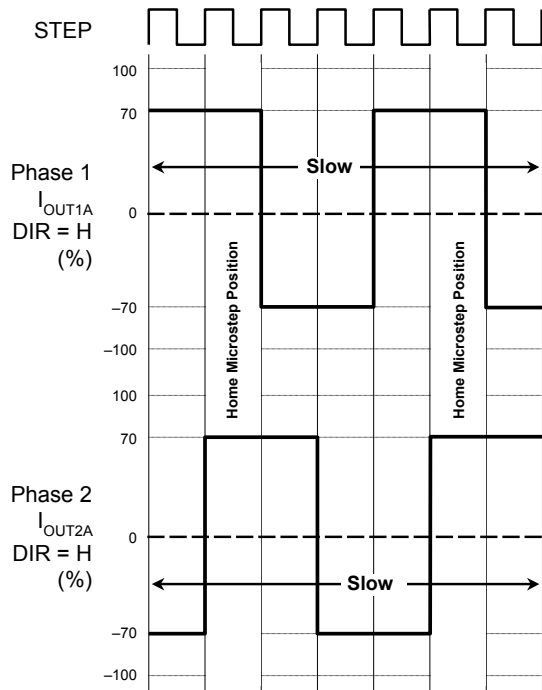 STEP
100
70
Slow
Phase 1
I_OUT1A
DIR = H
(%)
0
Home Microstep Position
Home Microstep Position
–70
–100
100
70
Phase 2
I_OUT2A
DIR = H
(%)
0
Slow
–70
–100